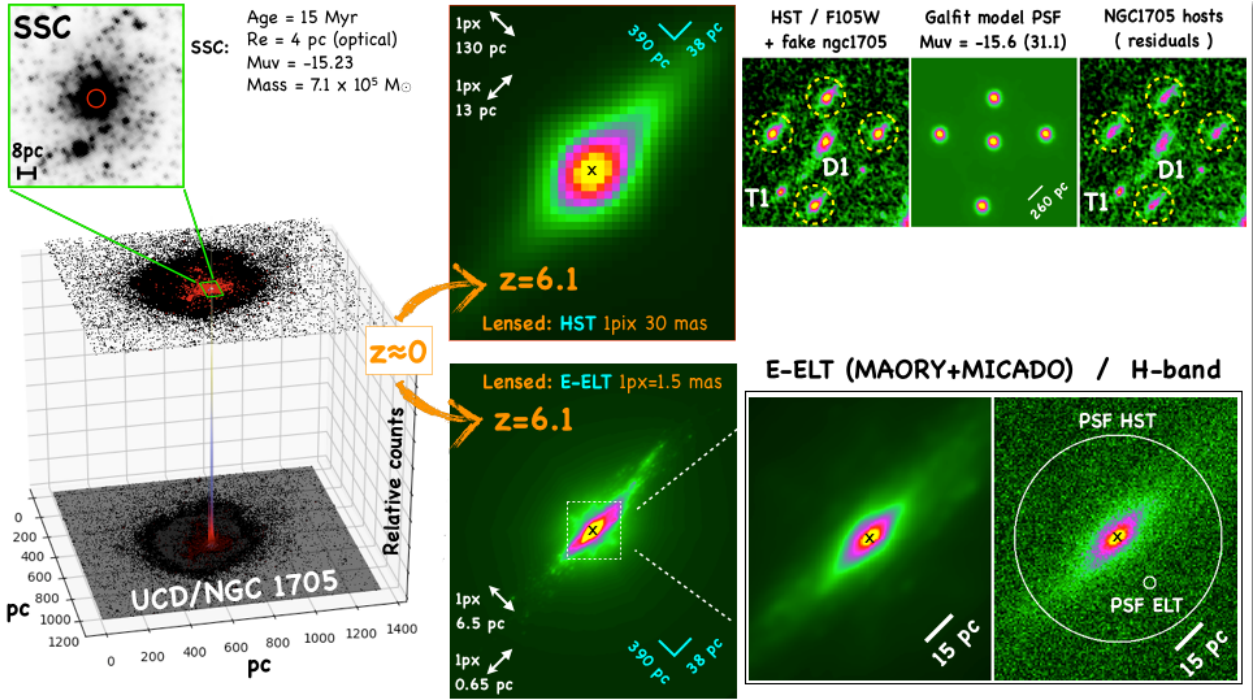 SSC
SSC:
Age = 15 Myr
Re = 4 pc (optical)
Muv = -15.23
Mass = 7.1 x 10⁵ M☉
8pc
z≈0
Relative counts
UCD/NGC 1705
0
200
400
600
800
1000
1200
pc
0
200
400
600
800
1000
1200
1400
pc
1px
130 pc
1px
13 pc
390 pc
38 pc
z=6.1
Lensed: HST 1pix 30 mas
Lensed: E-ELT 1px=1.5 mas
z=6.1
x
x
1px
6.5 pc
1px
0.65 pc
390 pc
38 pc
HST / F105W
+ fake ngc1705
D1
T1
Galfit model PSF
Muv = -15.6 (31.1)
260 pc
NGC1705 hosts
( residuals )
D1
T1
E-ELT (MAORY+MICADO) / H-band
x
15 pc
PSF HST
x
PSF ELT
15 pc